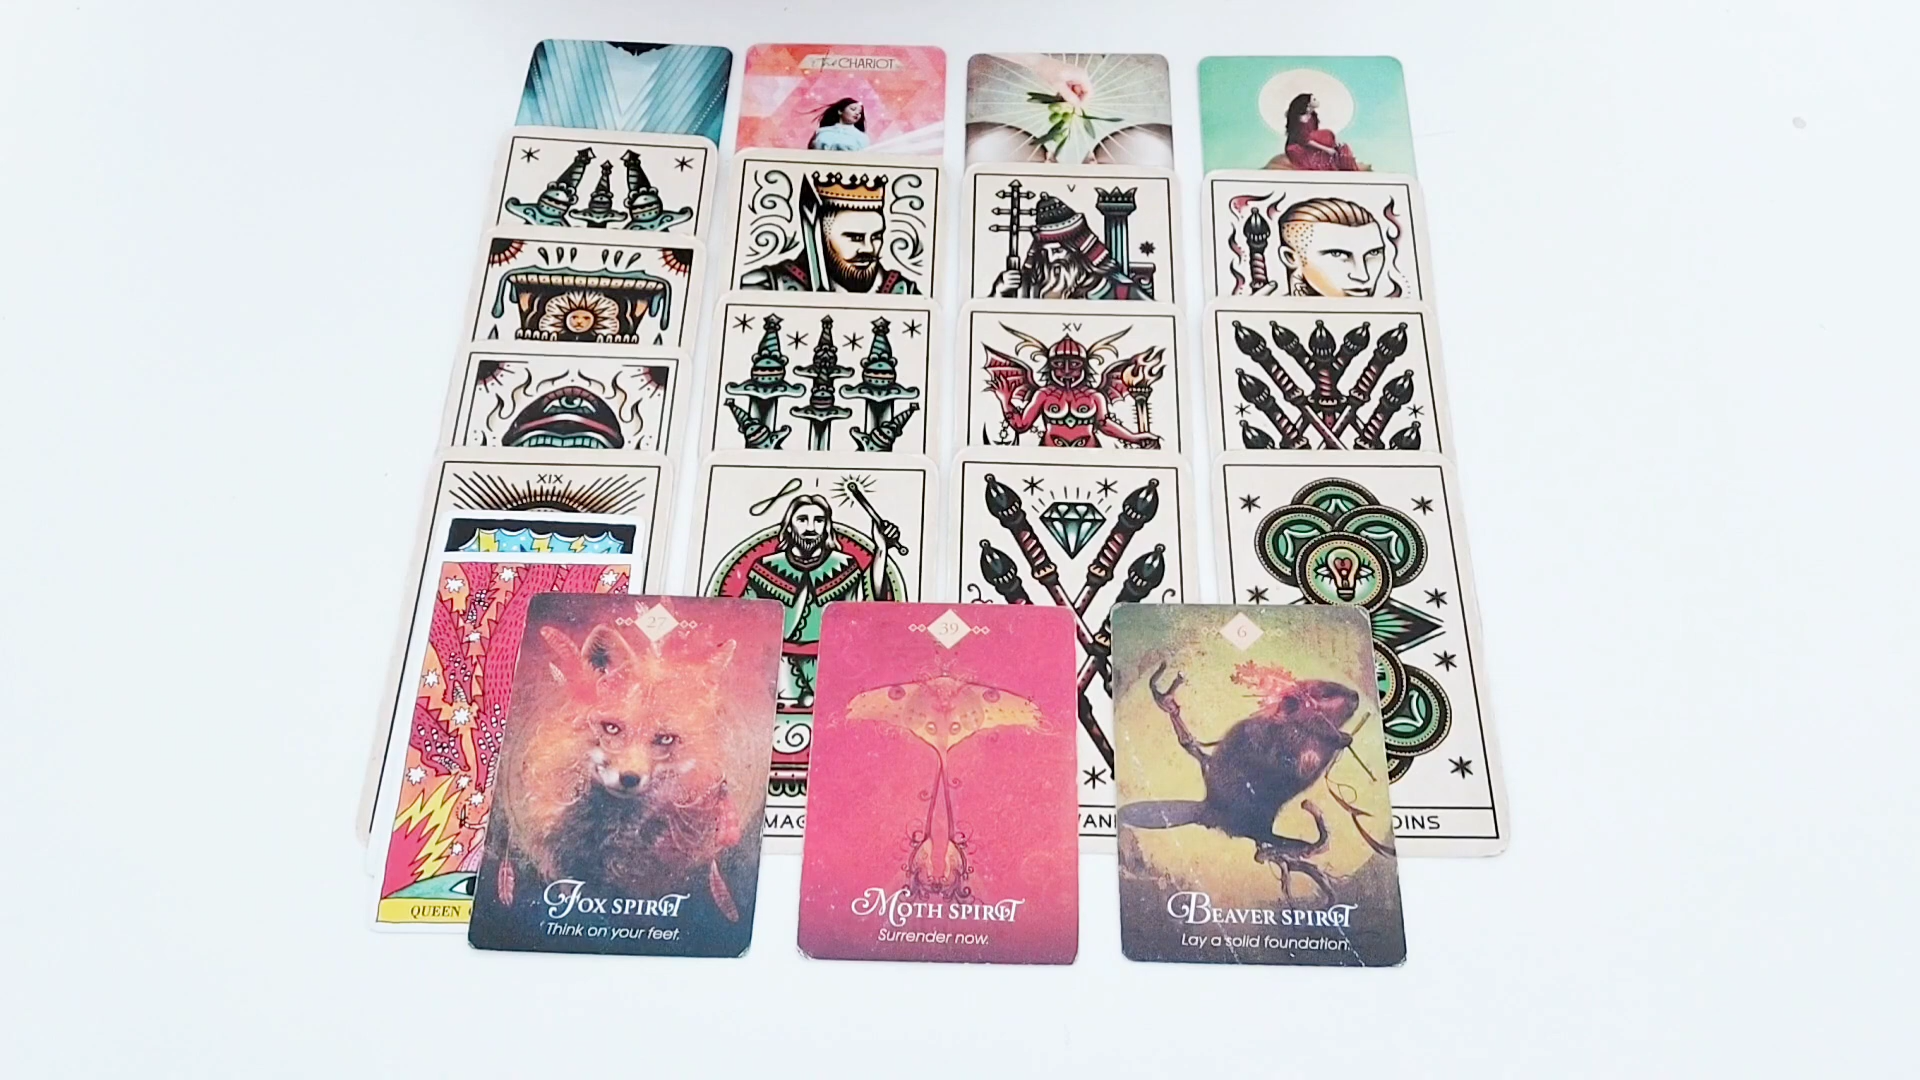 The CHARIOT
V
XV
XIX
I
27
39
6
MAG
WAN
OINS
QUEEN
FOX SPIRIT
Think on your feet.
MOTH SPIRIT
Surrender now.
BEAVER SPIRIT
Lay a solid foundation.